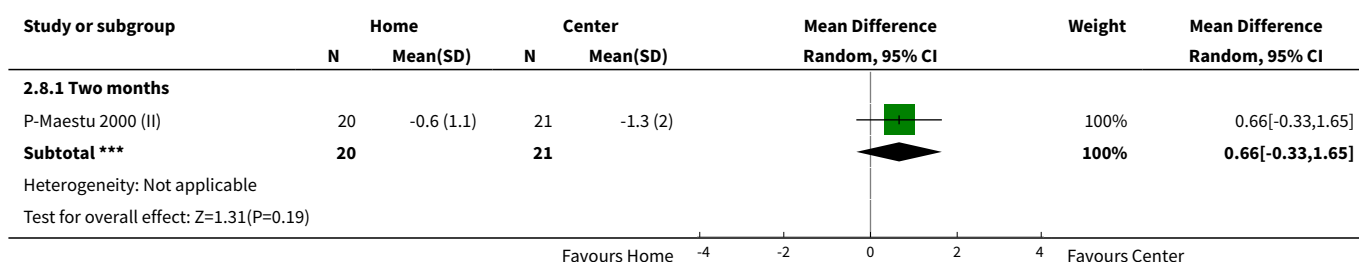 Study or subgroup Home Center Mean Difference Weight Mean Difference
N Mean(SD) N Mean(SD) Random, 95% CI Random, 95% CI
2.8.1 Two months
P-Maestu 2000 (II) 20 -0.6 (1.1) 21 -1.3 (2) 100% 0.66[-0.33,1.65]
Subtotal *** 20 21 100% 0.66[-0.33,1.65]
Heterogeneity: Not applicable
Test for overall effect: Z=1.31(P=0.19)
Favours Home -4 -2 0 2 4 Favours Center